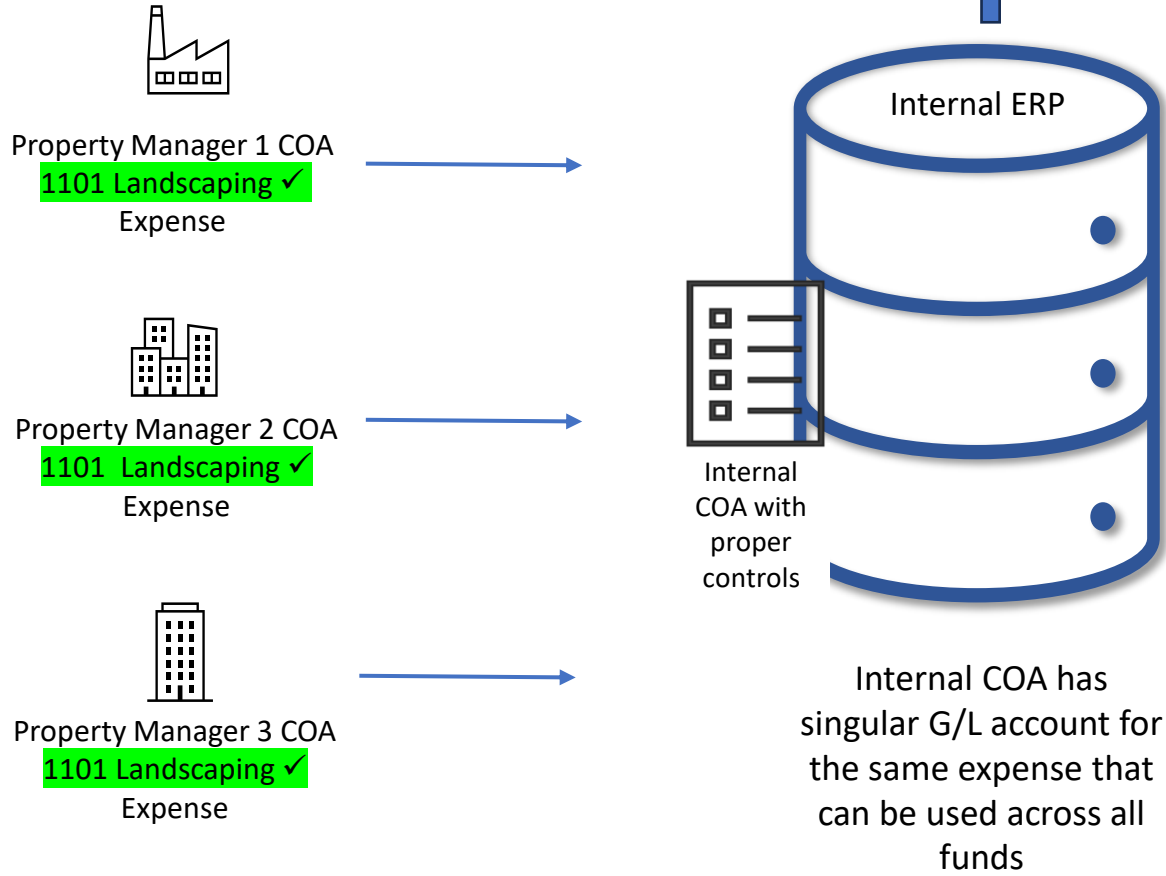 Property Manager 1 COA
1101 Landscaping ✓
Expense
Property Manager 2 COA
1101  Landscaping ✓
Expense
Property Manager 3 COA
1101 Landscaping ✓
Expense
Internal ERP
Internal
COA with
proper
controls
Internal COA has
singular G/L account for
the same expense that
can be used across all
funds